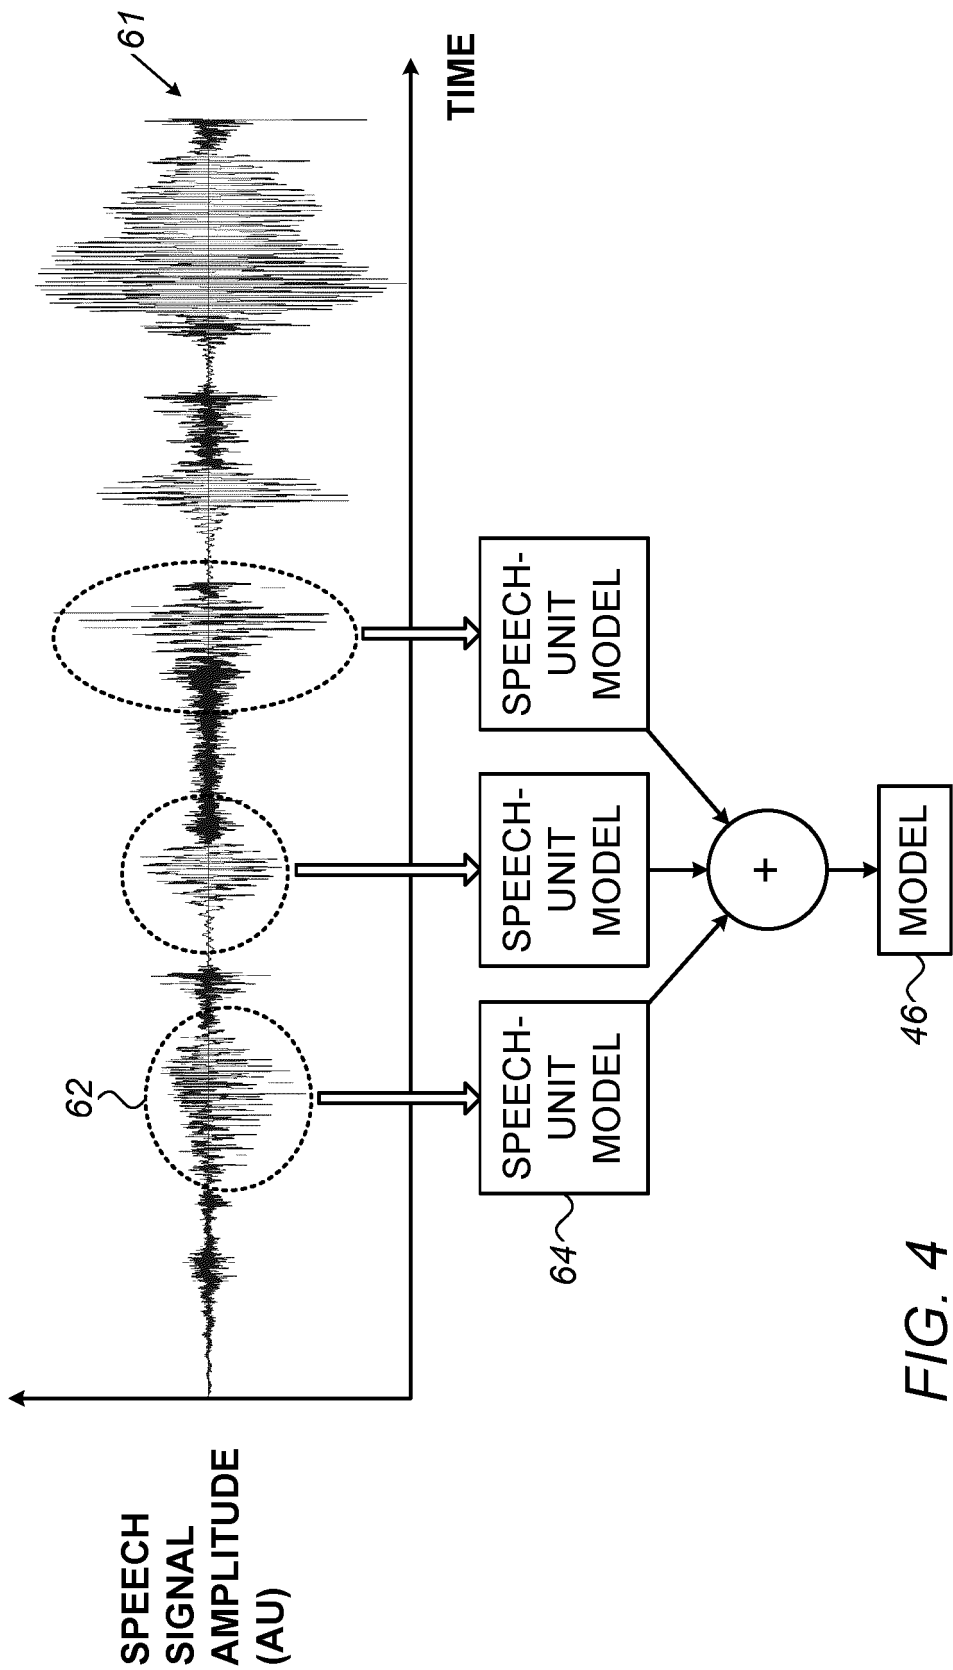 61
SPEECH
SIGNAL
AMPLITUDE
(AU)
62
TIME
64
SPEECH-
UNIT
MODEL
SPEECH-
UNIT
MODEL
SPEECH-
UNIT
MODEL
+
46
MODEL
FIG. 4